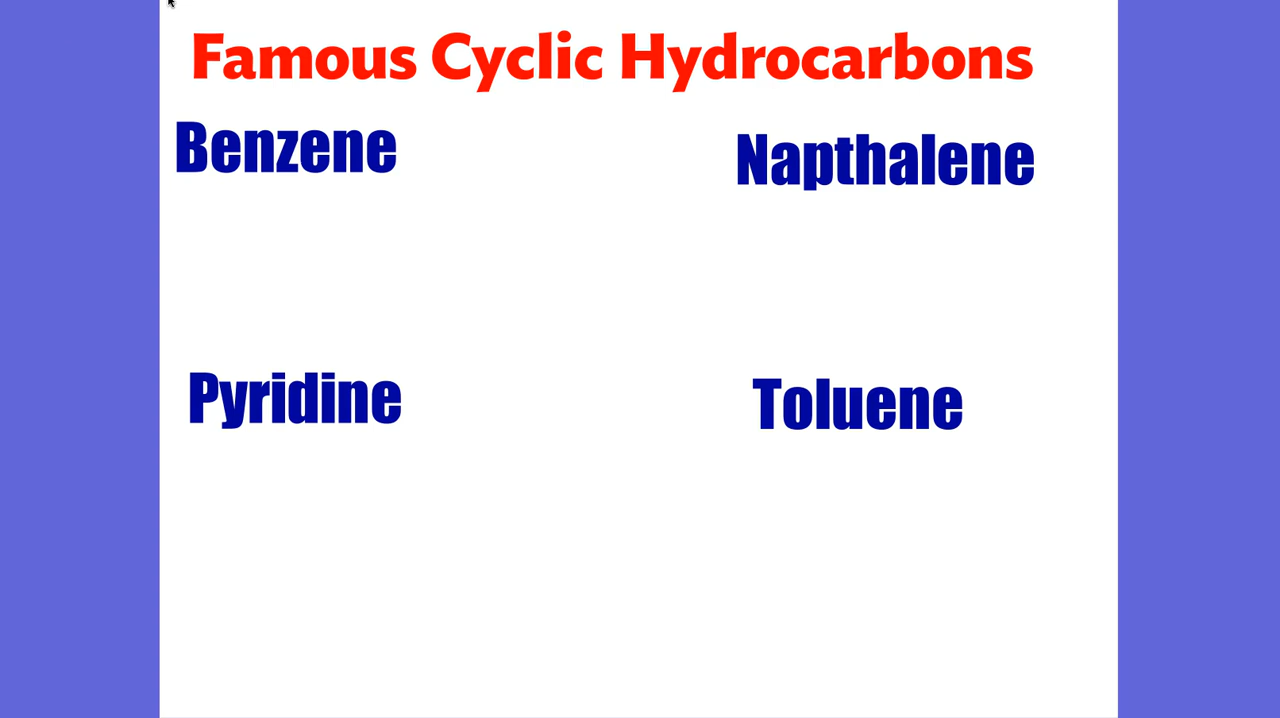 Famous Cyclic Hydrocarbons
Benzene
Napthalene
Pyridine
Toluene